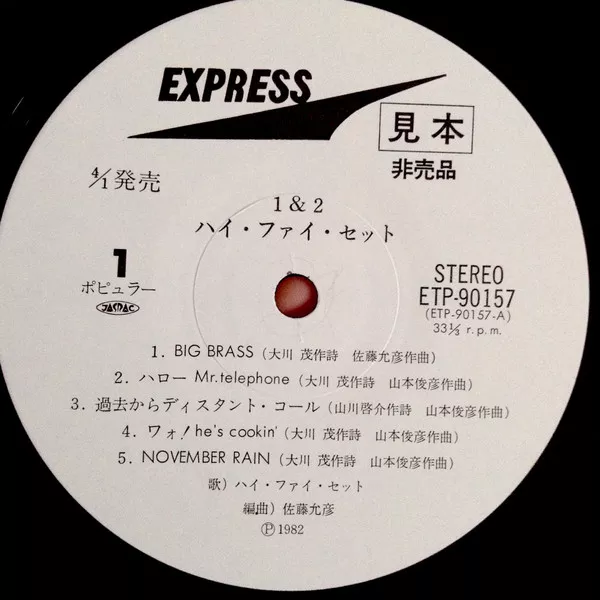 EXPRESS
見本
非売品
4/1発売
1 & 2
ハイ・ファイ・セット
1
ポピュラー
JASRAC
STEREO
ETP-90157
(ETP-90157-A)
33⅓ r.p.m.
1. BIG BRASS (大川 茂作詩 佐藤允彦作曲)
2. ハロー Mr.telephone (大川 茂作詩 山本俊彦作曲)
3. 過去からディスタント・コール (山川啓介作詩 山本俊彦作曲)
4. ワォ! he's cookin' (大川 茂作詩 山本俊彦作曲)
5. NOVEMBER RAIN (大川 茂作詩 山本俊彦作曲)
歌) ハイ・ファイ・セット
編曲) 佐藤允彦
Ⓟ 1982